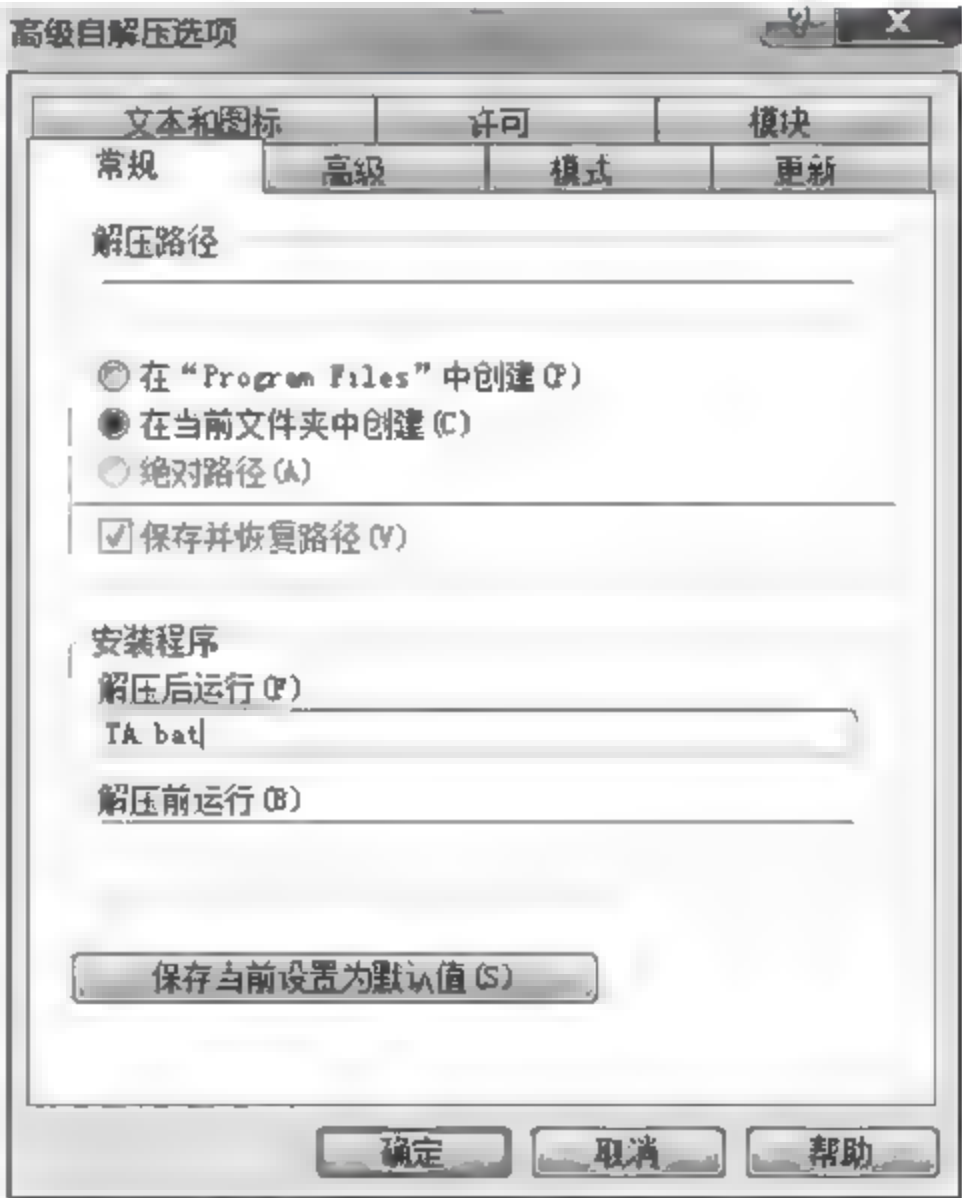 高级自解压选项
文本和图标 许可 模块
常规 高级 模式 更新
解压路径
在“Program Files”中创建(P)
在当前文件夹中创建(C)
绝对路径(A)
保存并恢复路径(V)
安装程序
解压后运行(F)
TA bat
解压前运行(B)
保存当前设置为默认值(S)
确定 取消 帮助